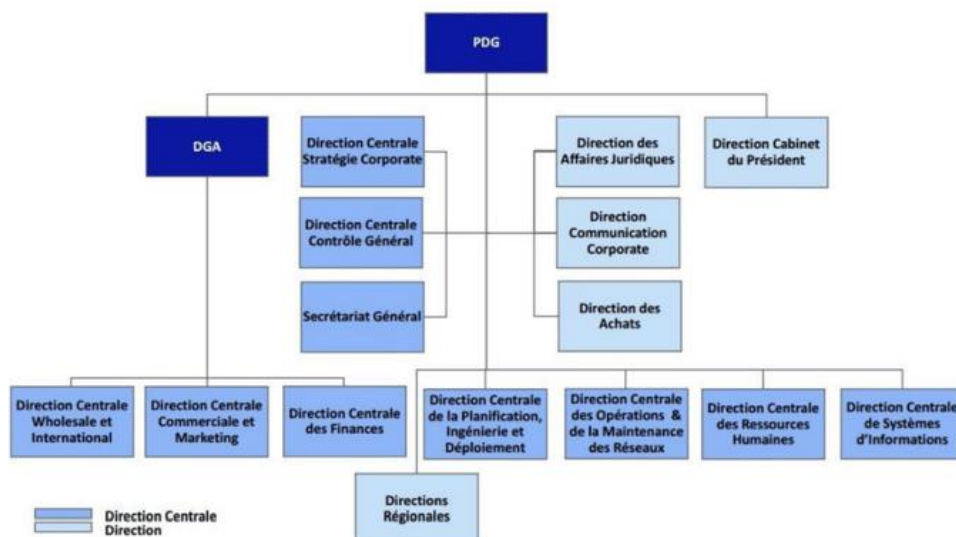 PDG
DGA
Direction Centrale
Stratégie Corporate
Direction des
Affaires Juridiques
Direction Cabinet
du Président
Direction Centrale
Contrôle Général
Direction
Communication
Corporate
Secrétariat Général
Direction des
Achats
Direction Centrale
Wholesale et
International
Direction Centrale
Commerciale et
Marketing
Direction Centrale
des Finances
Direction Centrale
de la Planification,
Ingénierie et
Déploiement
Direction Centrale
des Opérations &
de la Maintenance
des Réseaux
Direction Centrale
des Ressources
Humaines
Direction Centrale
de Systèmes
d'Informations
Directions
Régionales
Direction Centrale
Direction